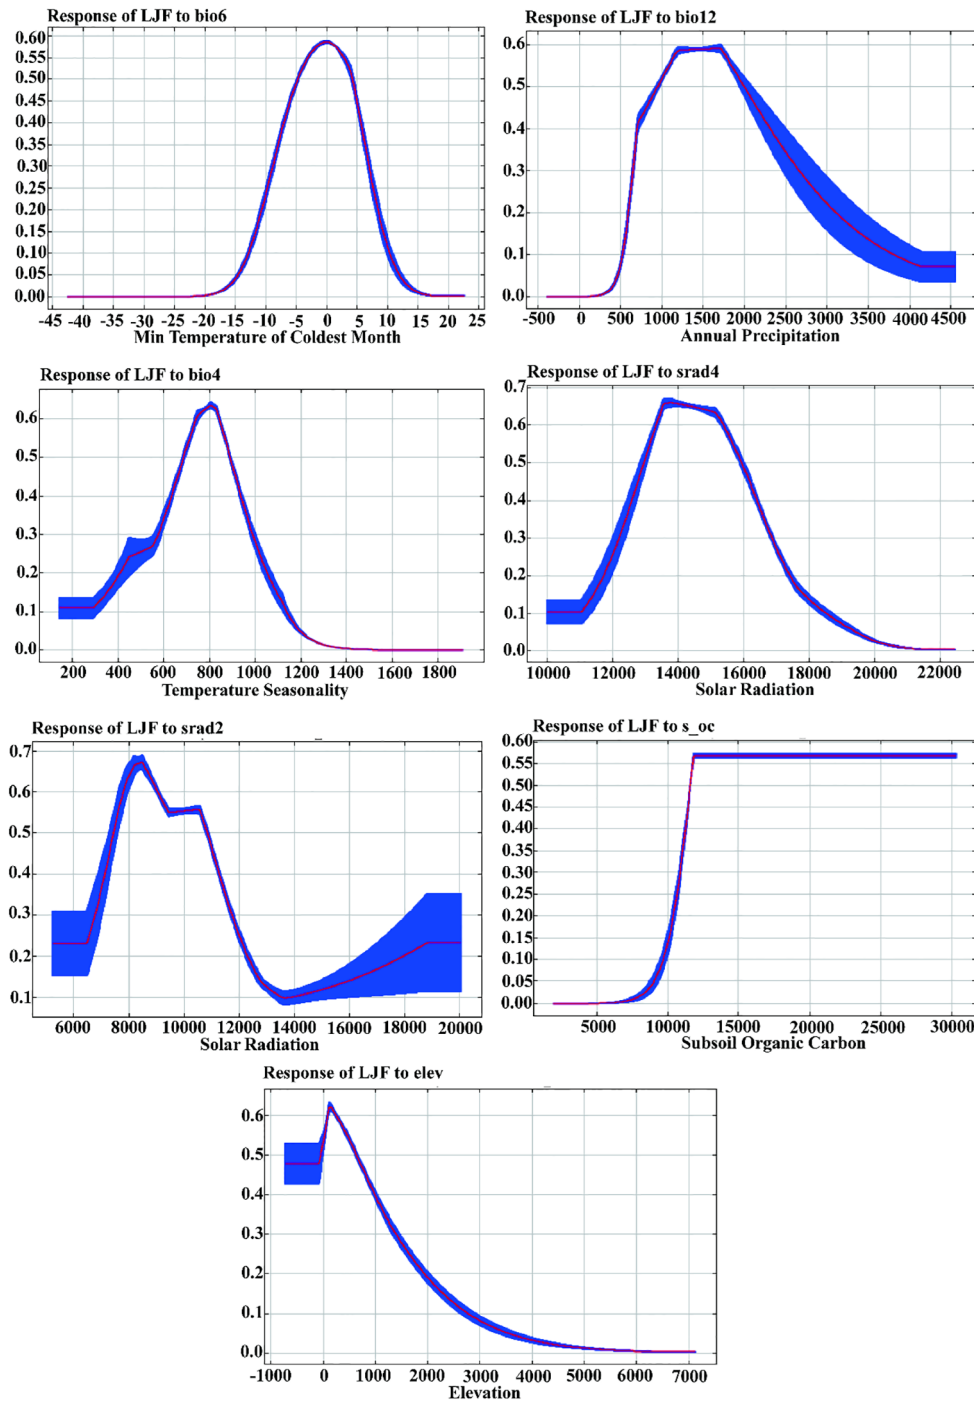 Response of LJF to bio6
0.60
0.50
0.45
0.40
0.35
0.30
0.25
0.20
0.15
0.10
0.05
0.00
-45 -40 -35 -30 -25 -20 -15 -10 -5 0 5 10 15 20 25
Min Temperature of Coldest Month
Response of LJF to bio12
0.6
0.5
0.4
0.3
0.2
0.1
0.0
-500 0 500 1000 1500 2000 2500 3000 3500 4000 4500
Annual Precipitation
Response of LJF to bio4
0.6
0.5
0.4
0.3
0.2
0.1
0.0
200 400 600 800 1000 1200 1400 1600 1800
Temperature Seasonality
Response of LJF to srad4
0.7
0.6
0.5
0.4
0.3
0.2
0.1
0.0
10000 12000 14000 16000 18000 20000 22000
Solar Radiation
Response of LJF to srad2
0.7
0.6
0.5
0.4
0.3
0.2
0.1
6000 8000 10000 12000 14000 16000 18000 20000
Solar Radiation
Response of LJF to s_oc
0.60
0.55
0.50
0.45
0.40
0.35
0.30
0.25
0.20
0.15
0.10
0.05
0.00
5000 10000 15000 20000 25000 30000
Subsoil Organic Carbon
Response of LJF to elev
0.6
0.5
0.4
0.3
0.2
0.1
0.0
-1000 0 1000 2000 3000 4000 5000 6000 7000
Elevation